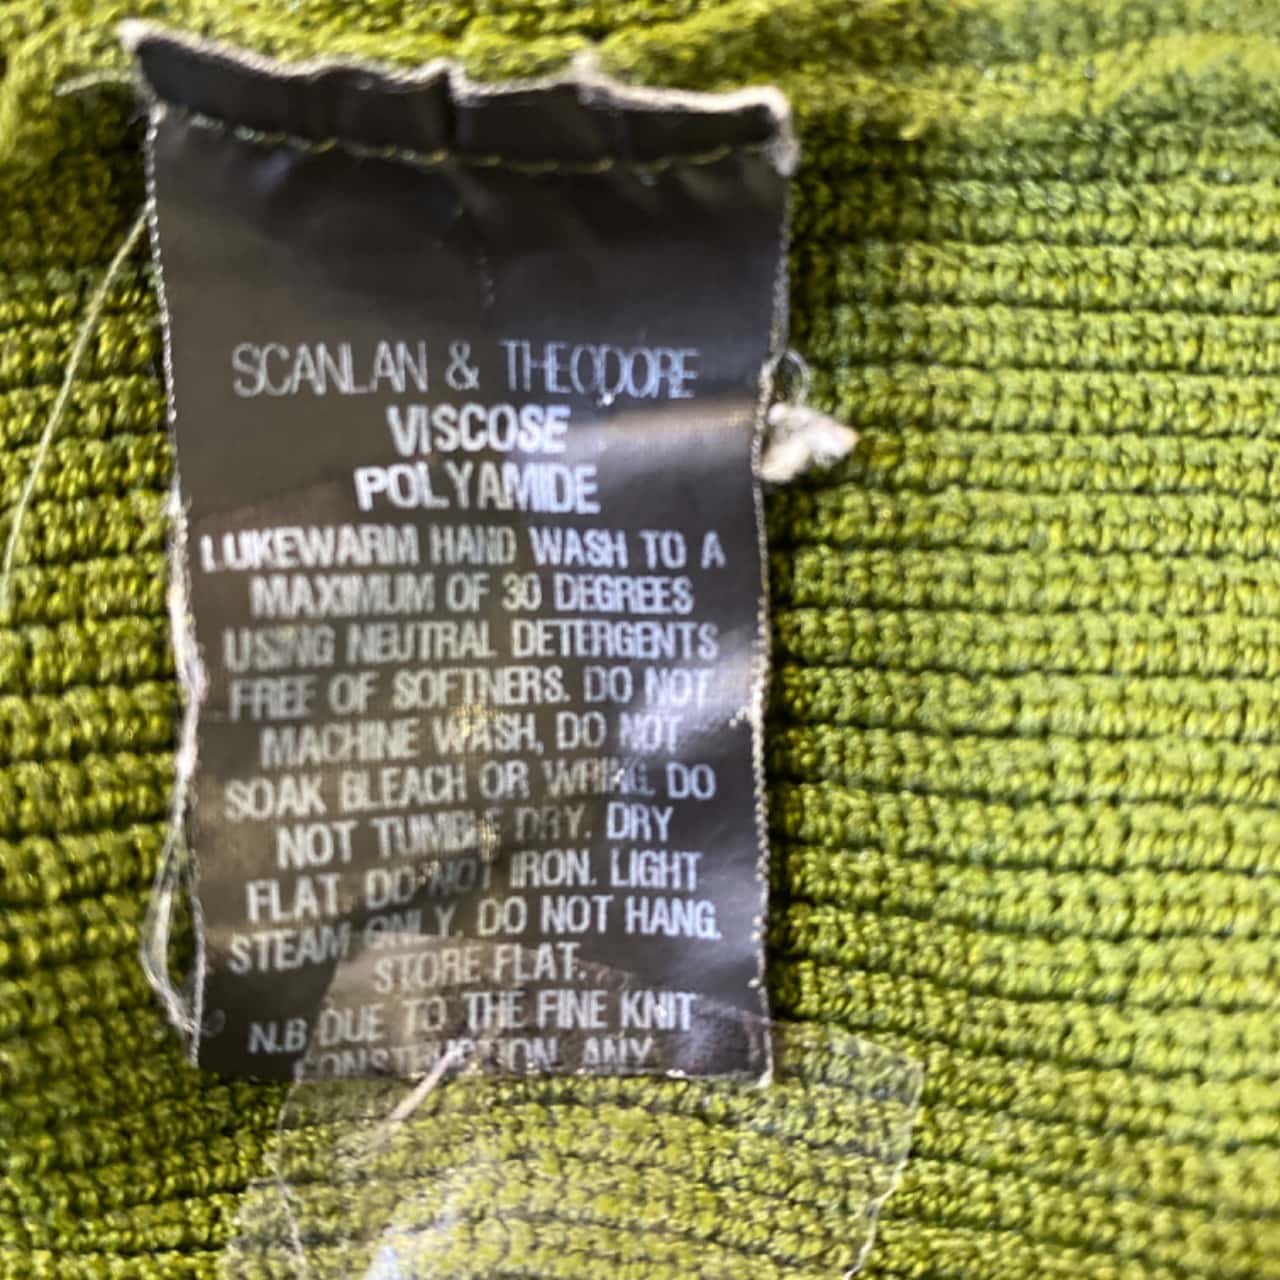 SCANLAN & THEODORE
VISCOSE
POLYAMIDE
LUKEWARM HAND WASH TO A
MAXIMUM OF 30 DEGREES
USING NEUTRAL DETERGENTS
FREE OF SOFTNERS. DO NOT
MACHINE WASH, DO NOT
SOAK BLEACH OR WRING. DO
NOT TUMBLE DRY. DRY
FLAT. DO NOT IRON. LIGHT
STEAM ONLY. DO NOT HANG.
STORE FLAT.
N.B DUE TO THE FINE KNIT
CONSTRUCTION ANY